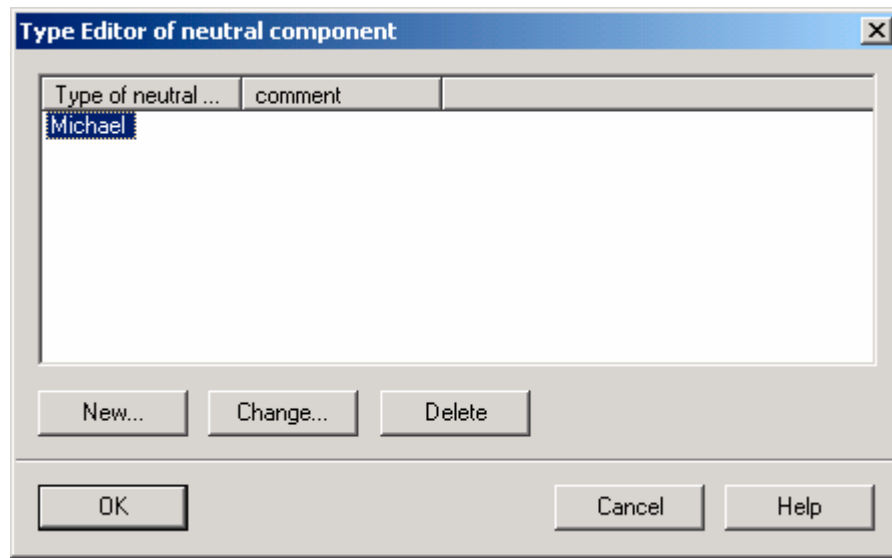 Type Editor of neutral component
Type of neutral ... comment
Michael
New... Change... Delete
OK Cancel Help